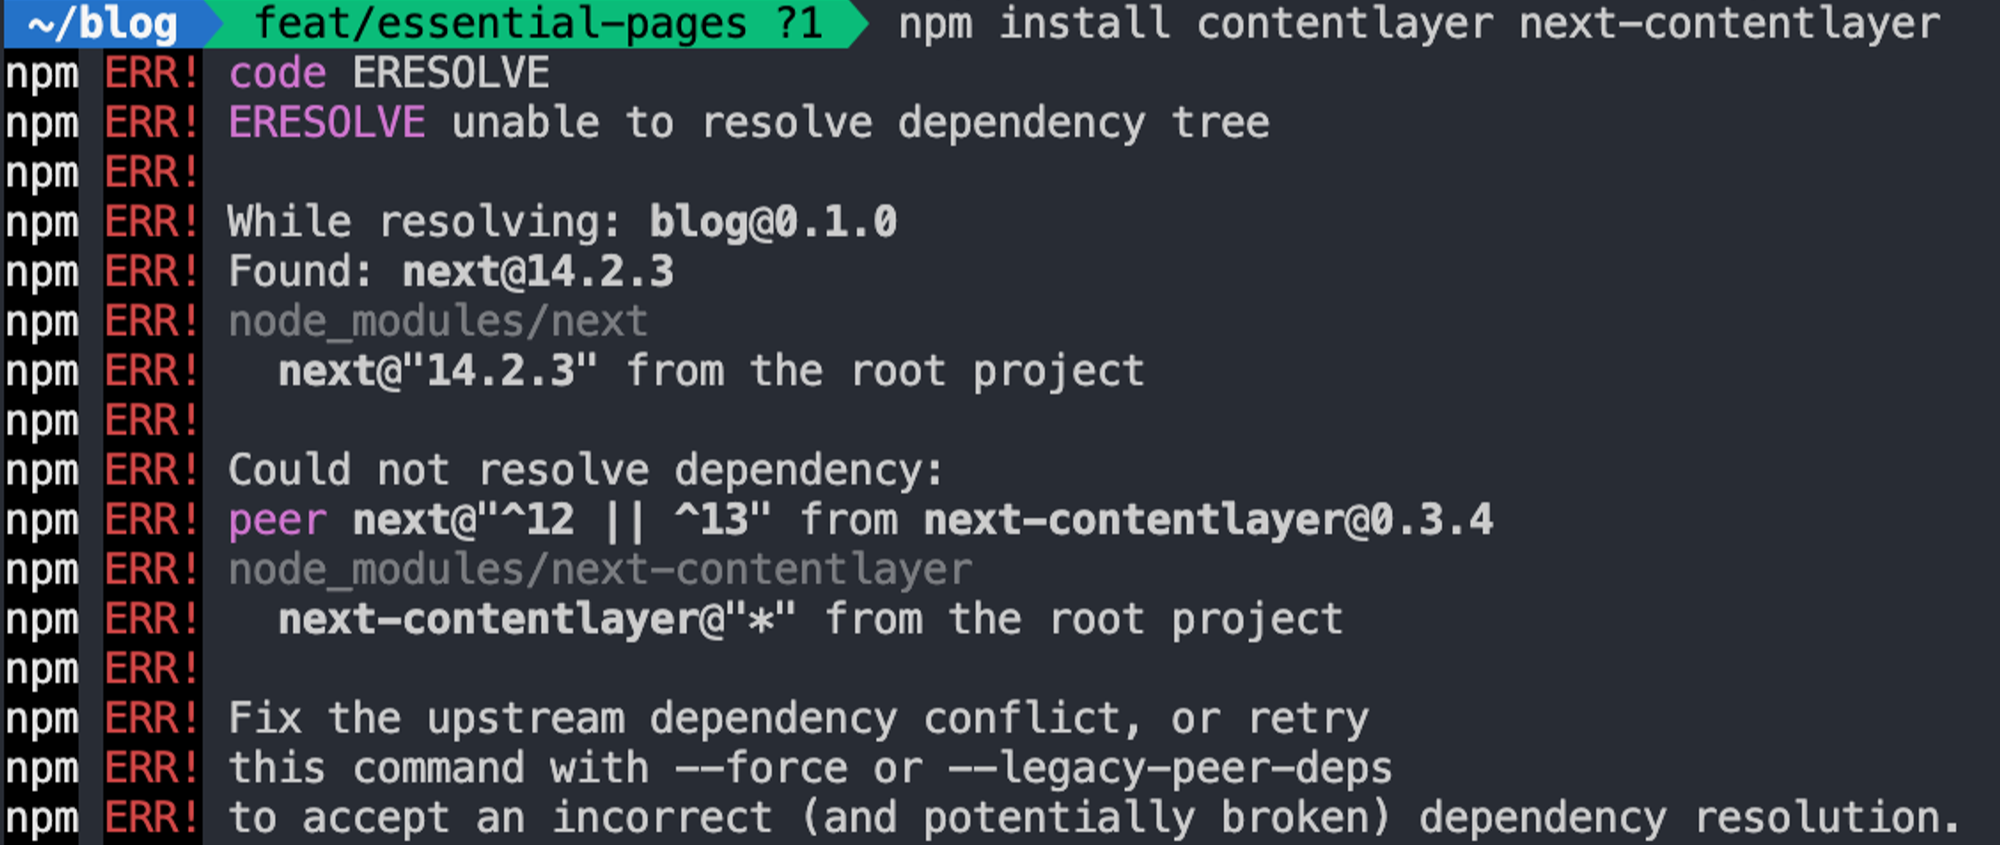 ~/blog feat/essential-pages ?1 npm install contentlayer next-contentlayer
npm ERR! code ERESOLVE
npm ERR! ERESOLVE unable to resolve dependency tree
npm ERR!
npm ERR! While resolving: blog@0.1.0
npm ERR! Found: next@14.2.3
npm ERR! node_modules/next
npm ERR!   next@"14.2.3" from the root project
npm ERR!
npm ERR! Could not resolve dependency:
npm ERR! peer next@"^12 || ^13" from next-contentlayer@0.3.4
npm ERR! node_modules/next-contentlayer
npm ERR!   next-contentlayer@"*" from the root project
npm ERR!
npm ERR! Fix the upstream dependency conflict, or retry
npm ERR! this command with --force or --legacy-peer-deps
npm ERR! to accept an incorrect (and potentially broken) dependency resolution.